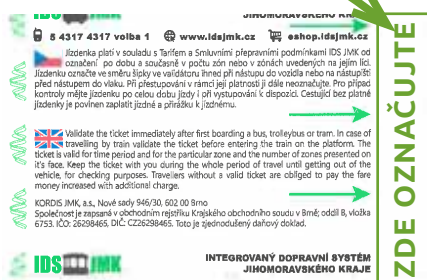 IDS JMK
JIHOMORAVSKÉHO KRAJE
5 4317 4317 volba 1 www.idsjmk.cz eshop.idsjmk.cz
Jízdenka platí v souladu s Tarifem a Smluvními přepravními podmínkami IDS JMK od
označení po dobu a současně v počtu zón nebo v zónách uvedených na jejím líci.
Jízdenku označte ve směru šipky ve validátoru ihned při nástupu do vozidla nebo na nástupišti
před nástupem do vlaku. Při přestupování v rámci její platnosti ji dále neoznačujte. Pro případ
kontroly mějte jízdenku po celou dobu jízdy i při vystupování k dispozici. Cestující bez platné
jízdenky je povinen zaplatit jízdné a přirážku k jízdnému.
Validate the ticket immediately after first boarding a bus, trolleybus or tram. In case of
travelling by train validate the ticket before entering the train on the platform. The
ticket is valid for time period and for the particular zone and the number of zones presented on
it's face. Keep the ticket with you during the whole period of travel until getting out of the
vehicle, for checking purposes. Travellers without a valid ticket are obliged to pay the fare
money increased with additional charge.
KORDIS JMK, a.s., Nové sady 946/30, 602 00 Brno
Společnost je zapsaná v obchodním rejstříku Krajského obchodního soudu v Brně; oddíl B, vložka
6753. IČO: 26298465, DIČ: CZ26298465. Toto je zjednodušený daňový doklad.
IDS JMK
INTEGROVANÝ DOPRAVNÍ SYSTÉM
JIHOMORAVSKÉHO KRAJE
ZDE OZNAČUJTE